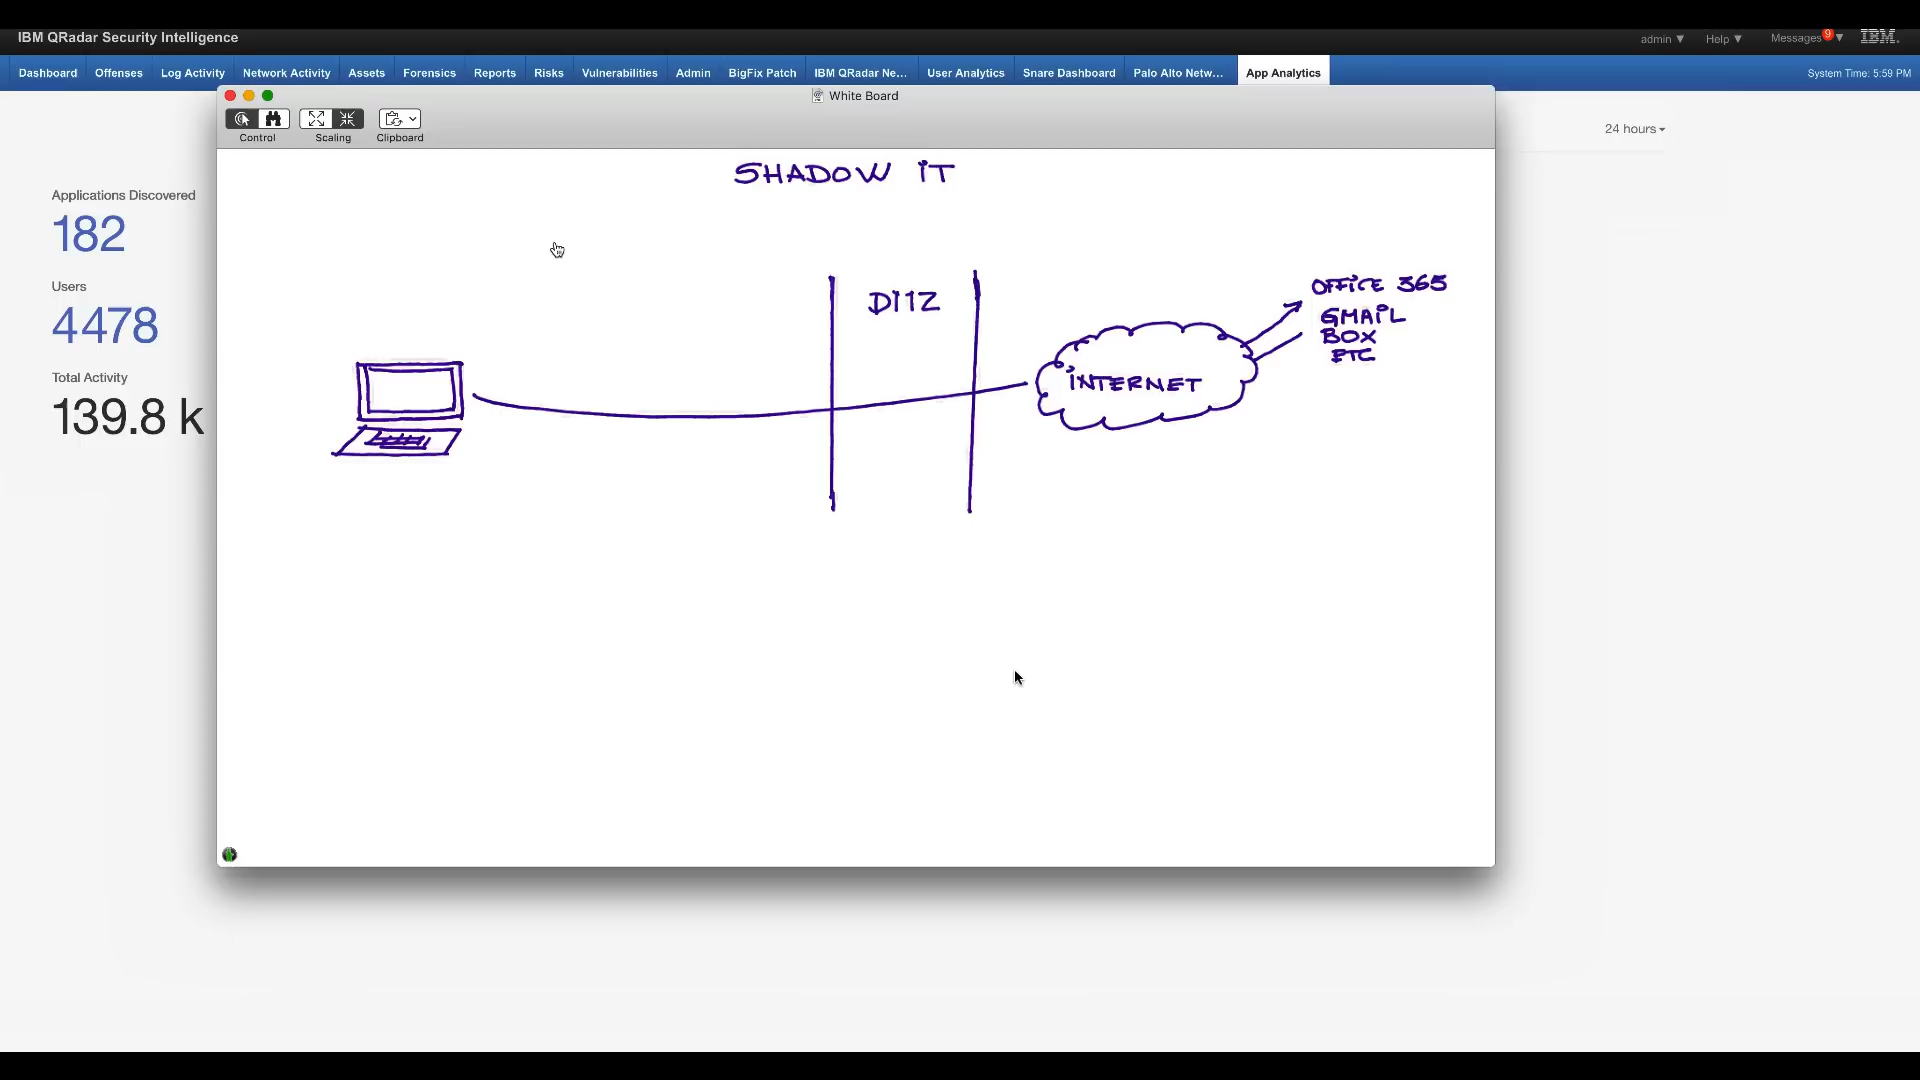 IBM QRadar Security Intelligence
admin Help Messages 9 IBM
Dashboard Offenses Log Activity Network Activity Assets Forensics Reports Risks Vulnerabilities Admin BigFix Patch IBM QRadar Ne... User Analytics Snare Dashboard Palo Alto Netw... App Analytics System Time: 5:59 PM
White Board
Control Scaling Clipboard
24 hours
SHADOW IT
Applications Discovered
182
Users
4478
Total Activity
139.8 k
DMZ
INTERNET
OFFICE 365
GMAIL
BOX
ETC